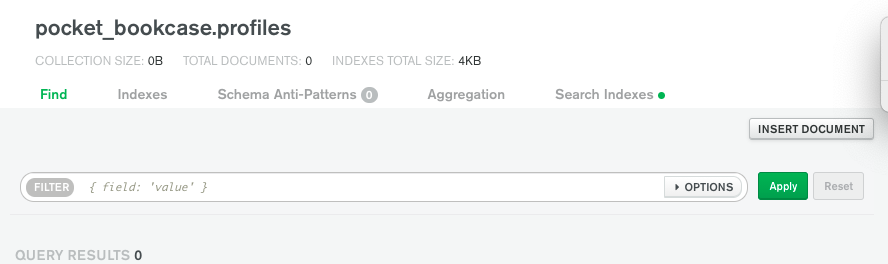 pocket_bookcase.profiles
COLLECTION SIZE: 0B TOTAL DOCUMENTS: 0 INDEXES TOTAL SIZE: 4KB
Find Indexes Schema Anti-Patterns 0 Aggregation Search Indexes
INSERT DOCUMENT
FILTER { field: 'value' } OPTIONS Apply Reset
QUERY RESULTS 0